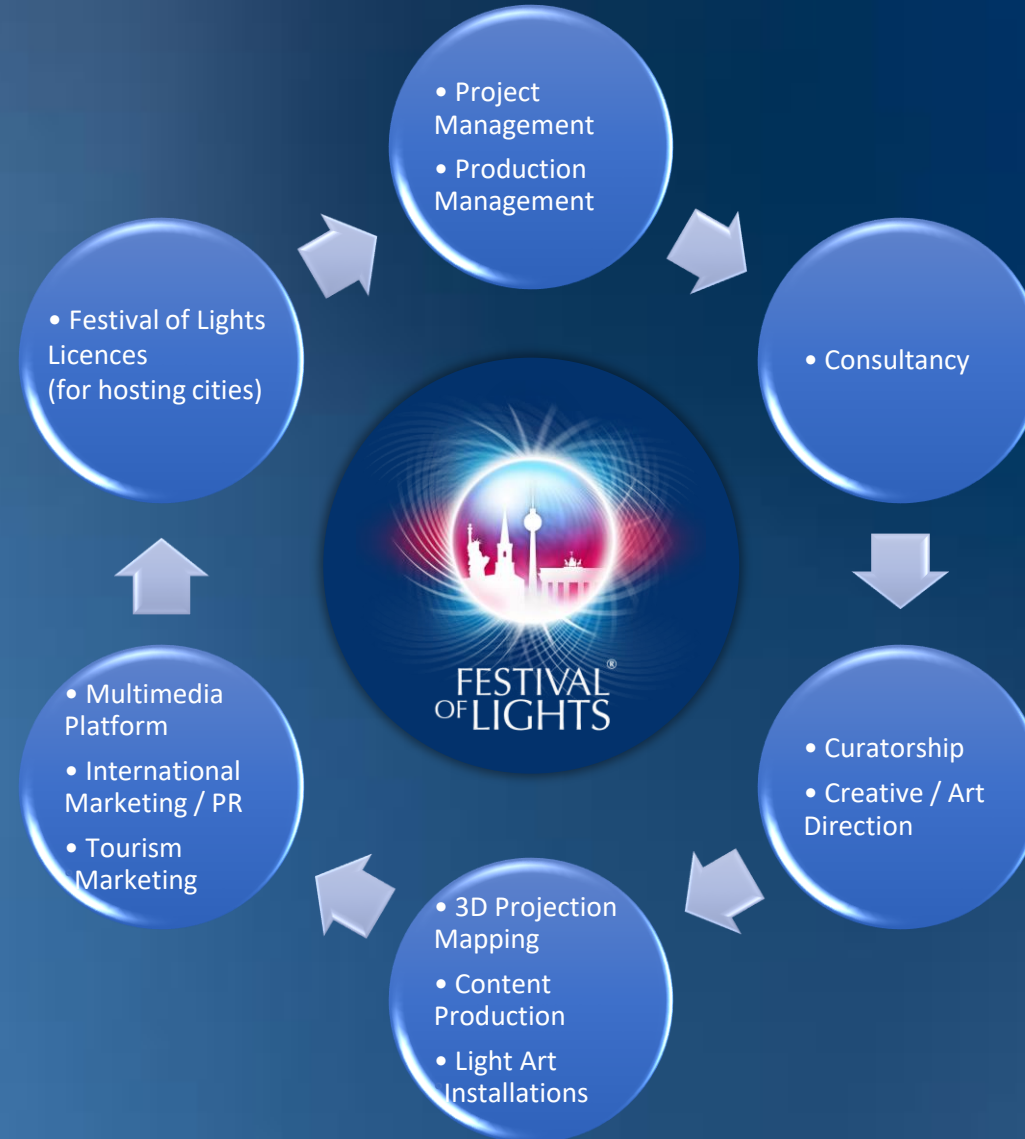 • Project
Management
• Production
Management
• Consultancy
• Curatorship
• Creative / Art
Direction
• 3D Projection
Mapping
• Content
Production
• Light Art
Installations
• Multimedia
Platform
• International
Marketing / PR
• Tourism
Marketing
• Festival of Lights
Licences
(for hosting cities)
FESTIVAL®
OF LIGHTS